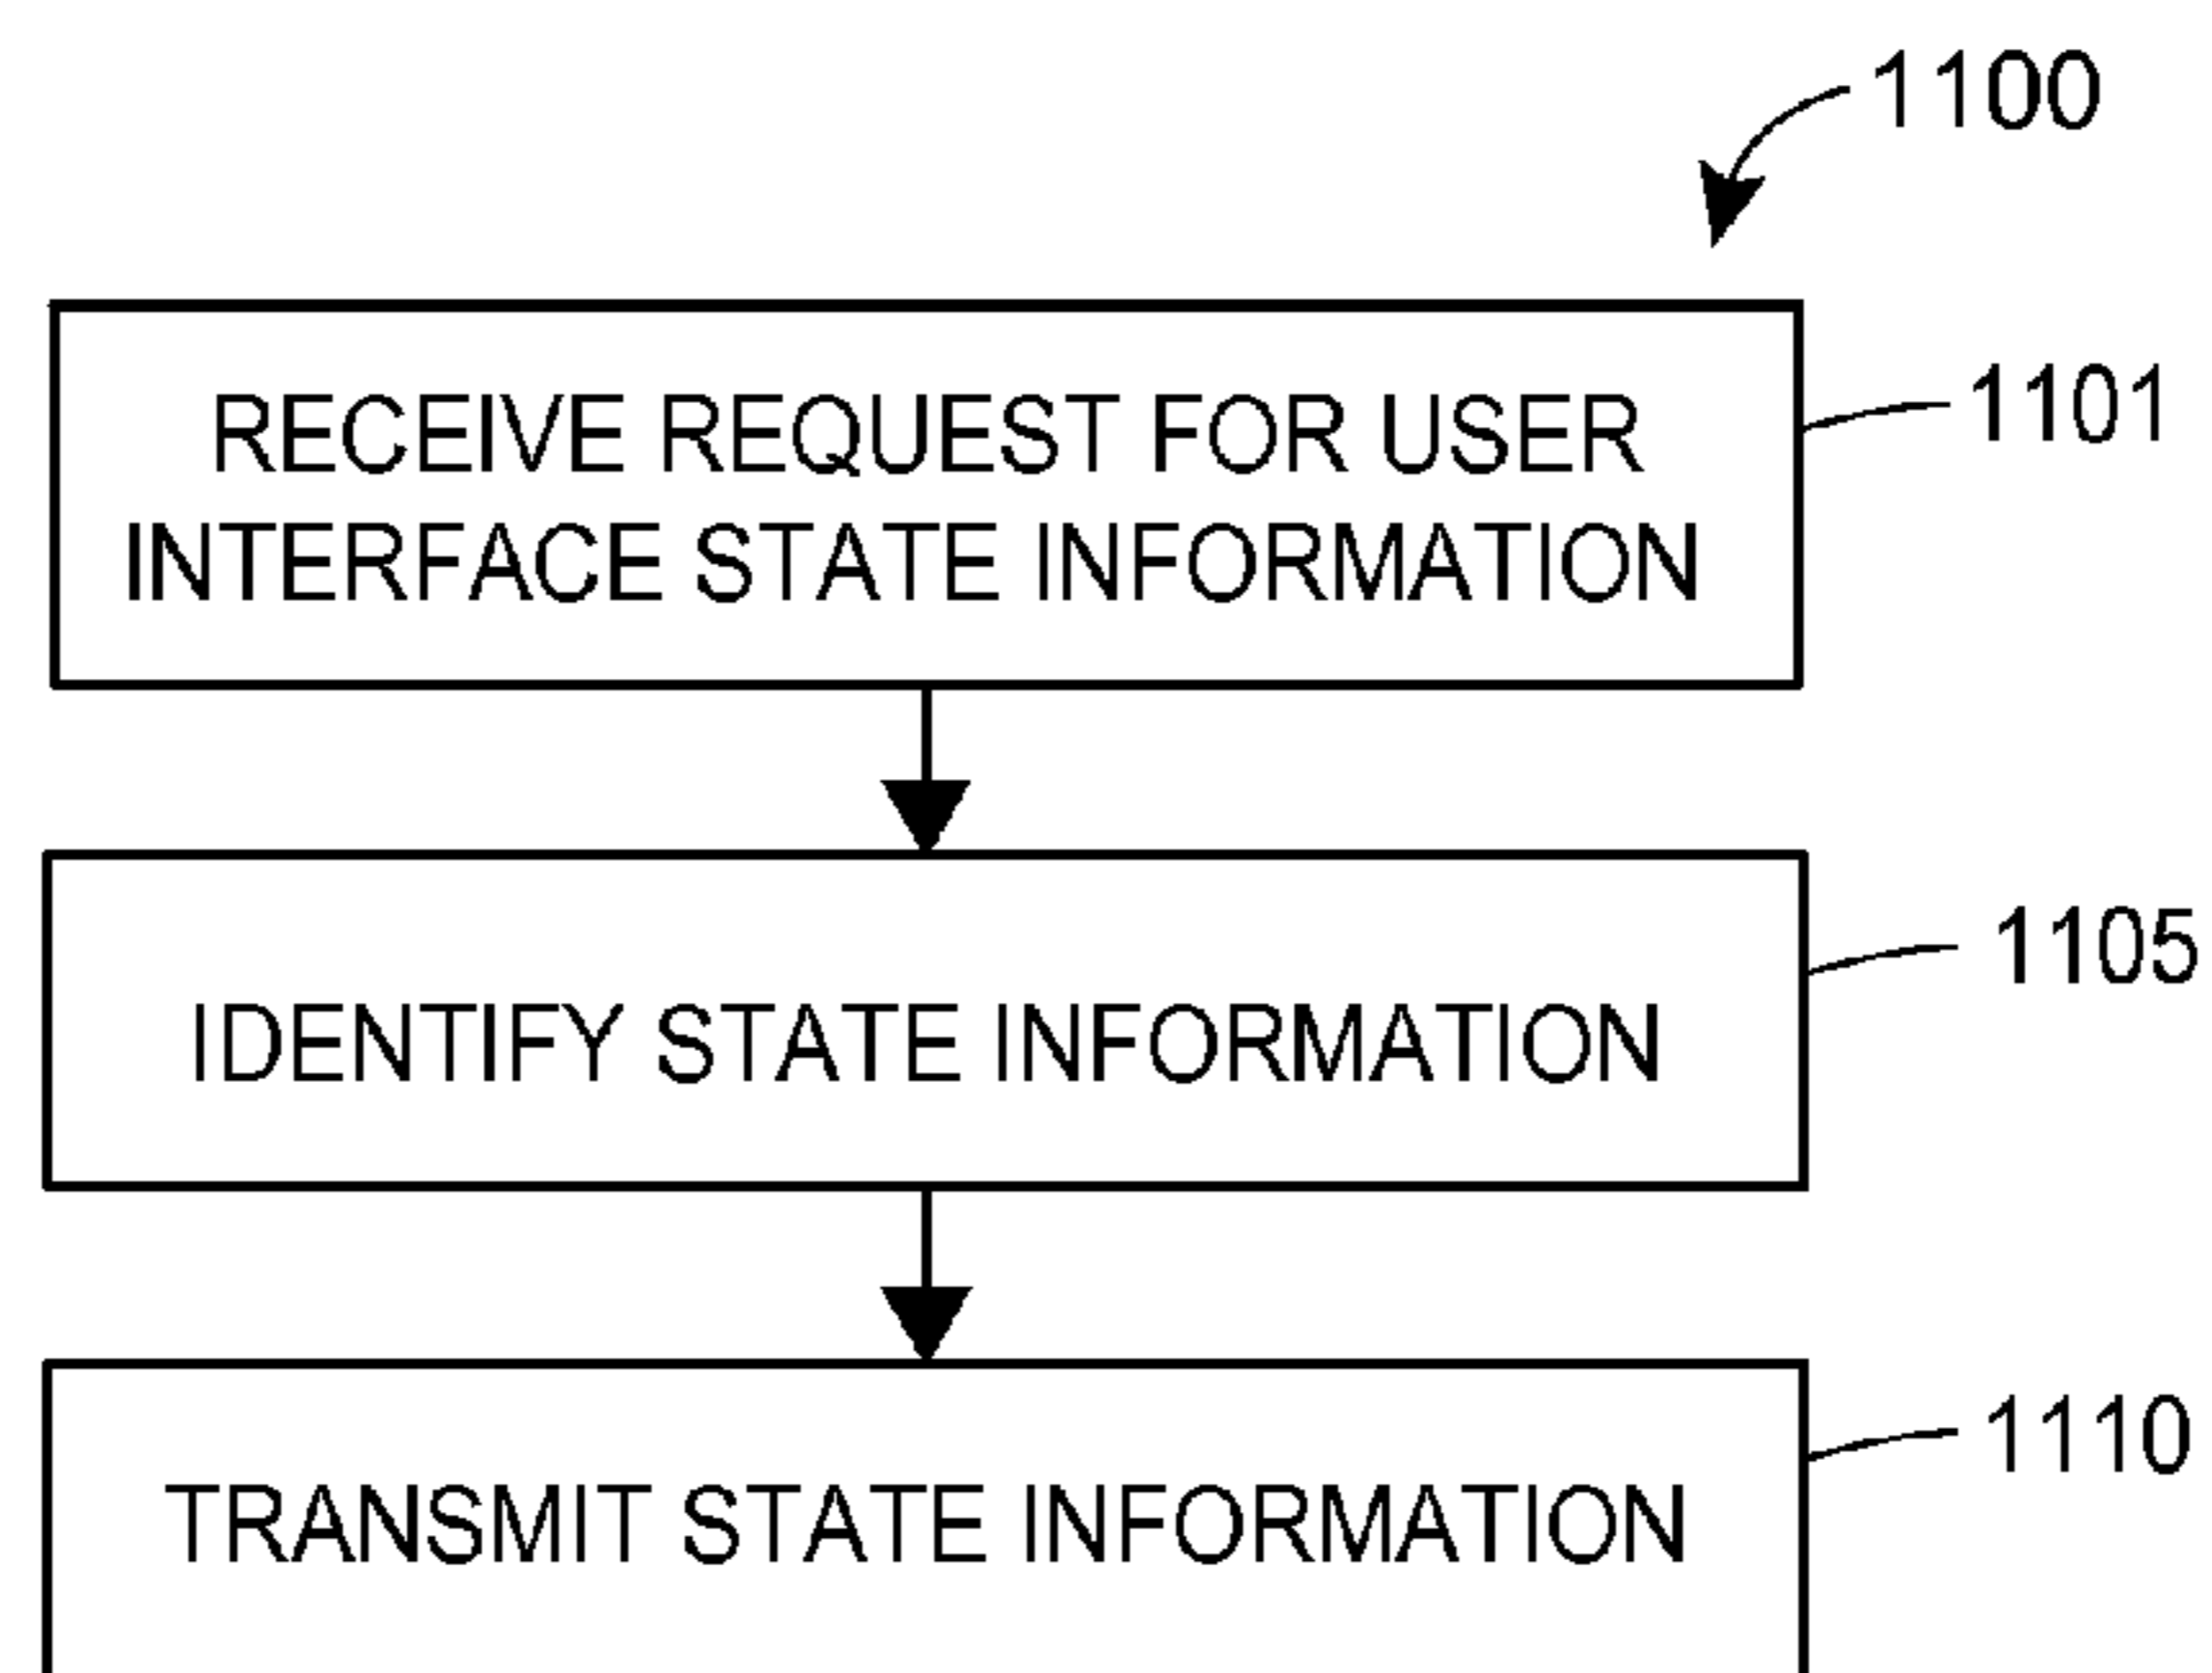 1100
RECEIVE REQUEST FOR USER
INTERFACE STATE INFORMATION
1101
IDENTIFY STATE INFORMATION
1105
TRANSMIT STATE INFORMATION
1110